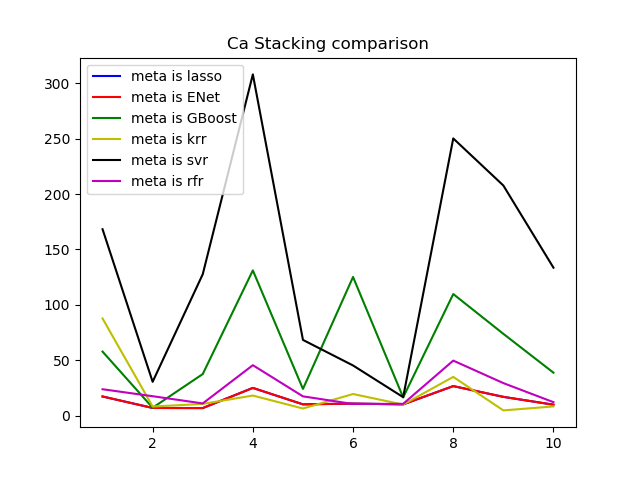 Ca Stacking comparison
meta is lasso
meta is ENet
meta is GBoost
meta is krr
meta is svr
meta is rfr
300
250
200
150
100
50
0
2 4 6 8 10